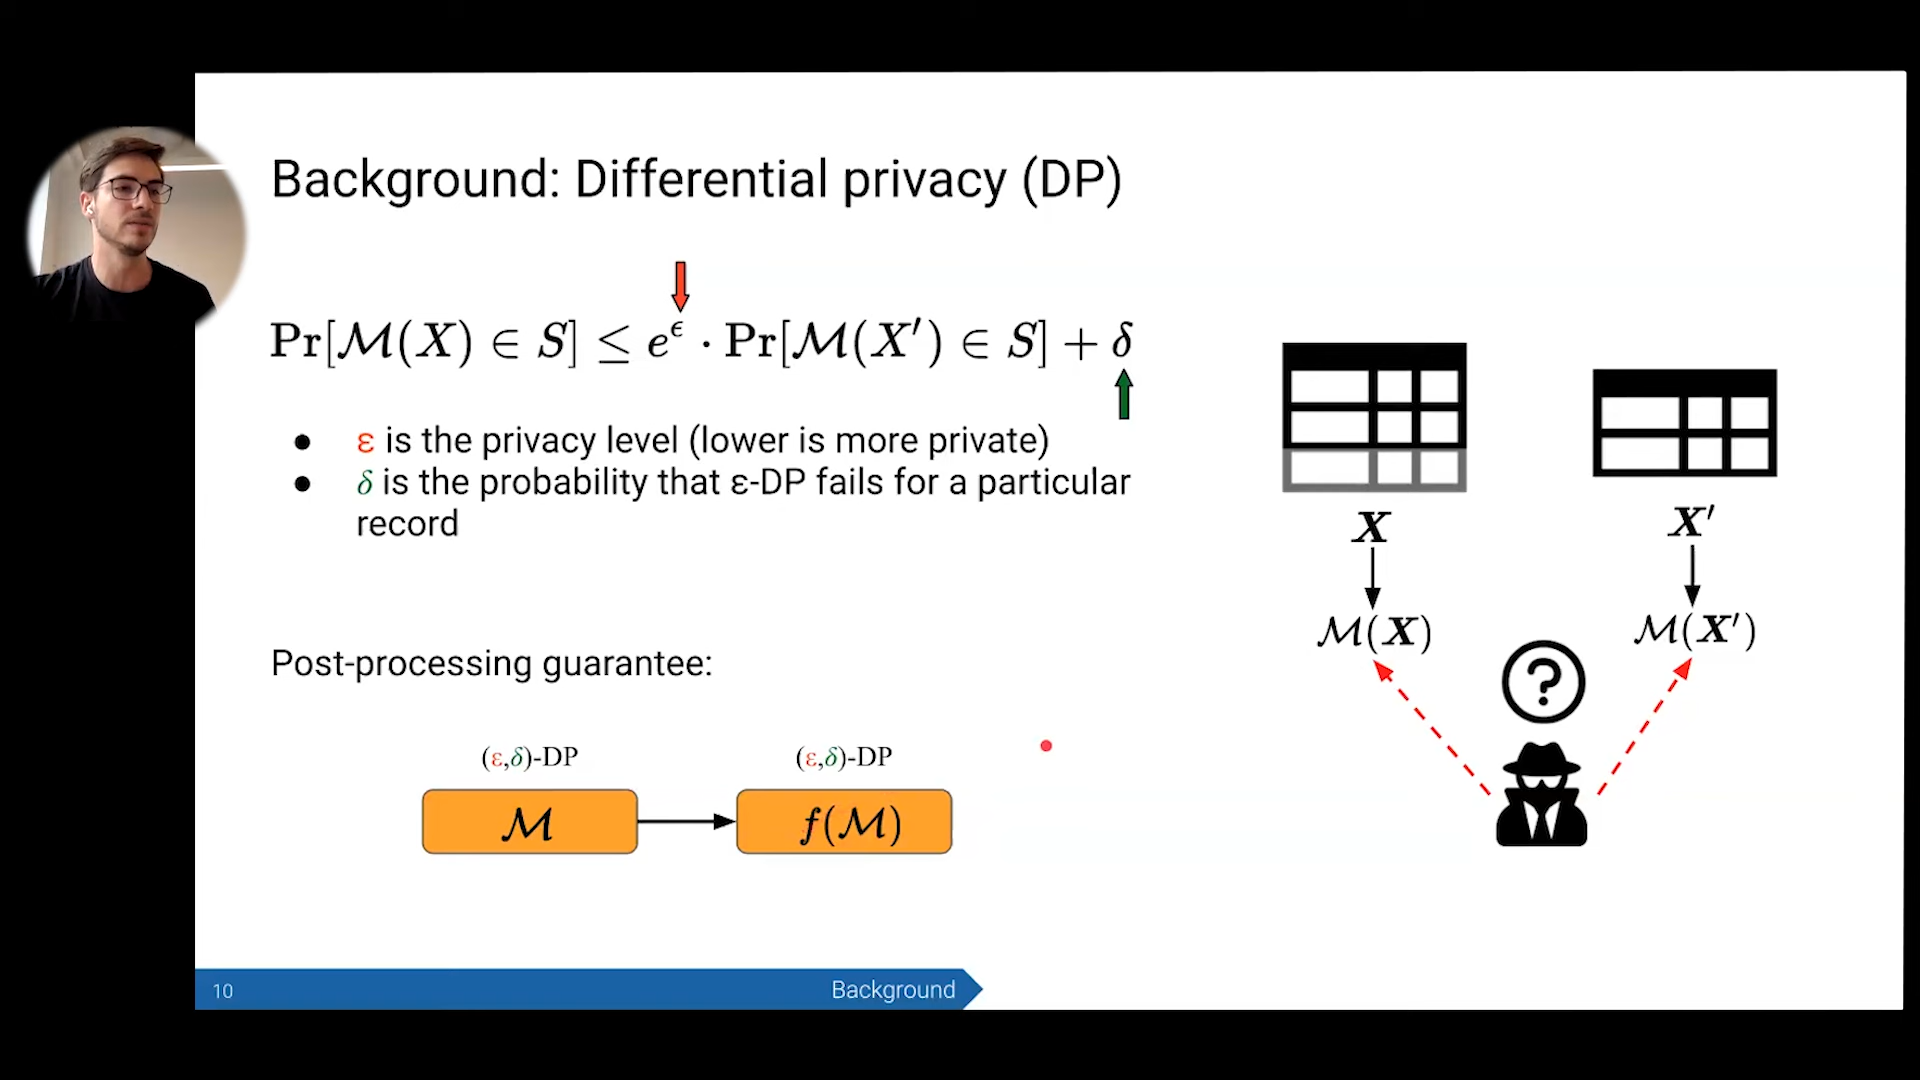 Background: Differential privacy (DP)
Pr[ℳ(X) ∈ S] ≤ e^ϵ · Pr[ℳ(X′) ∈ S] + δ
● ε is the privacy level (lower is more private)
● δ is the probability that ε-DP fails for a particular
record
X
X′
ℳ(X)
ℳ(X′)
?
Post-processing guarantee:
(ε,δ)-DP
(ε,δ)-DP
ℳ
f(ℳ)
10
Background